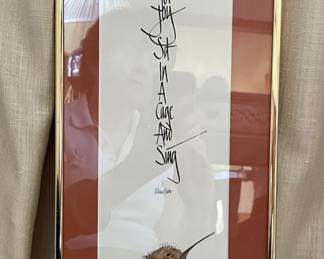 Sit
In
A
Cage
And
Sing